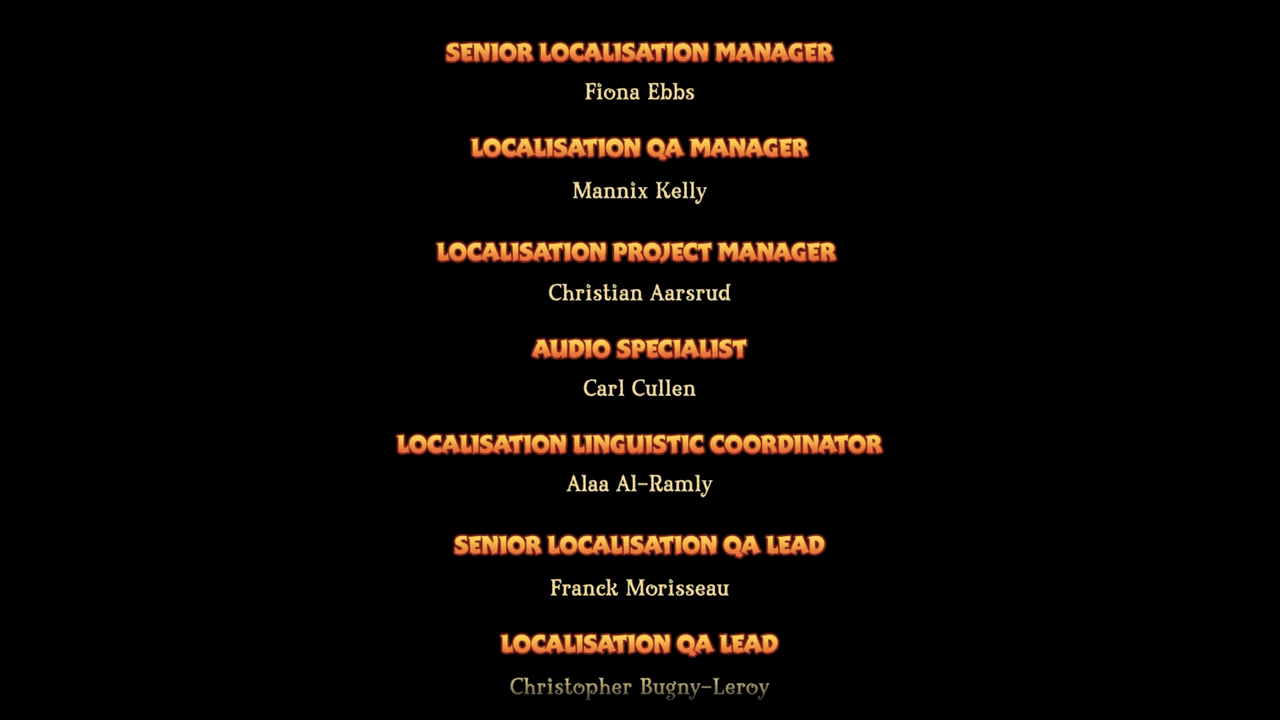 SENIOR LOCALISATION MANAGER
Fiona Ebbs
LOCALISATION QA MANAGER
Mannix Kelly
LOCALISATION PROJECT MANAGER
Christian Aarsrud
AUDIO SPECIALIST
Carl Cullen
LOCALISATION LINGUISTIC COORDINATOR
Alaa Al-Ramly
SENIOR LOCALISATION QA LEAD
Franck Morisseau
LOCALISATION QA LEAD
Christopher Bugny-Leroy